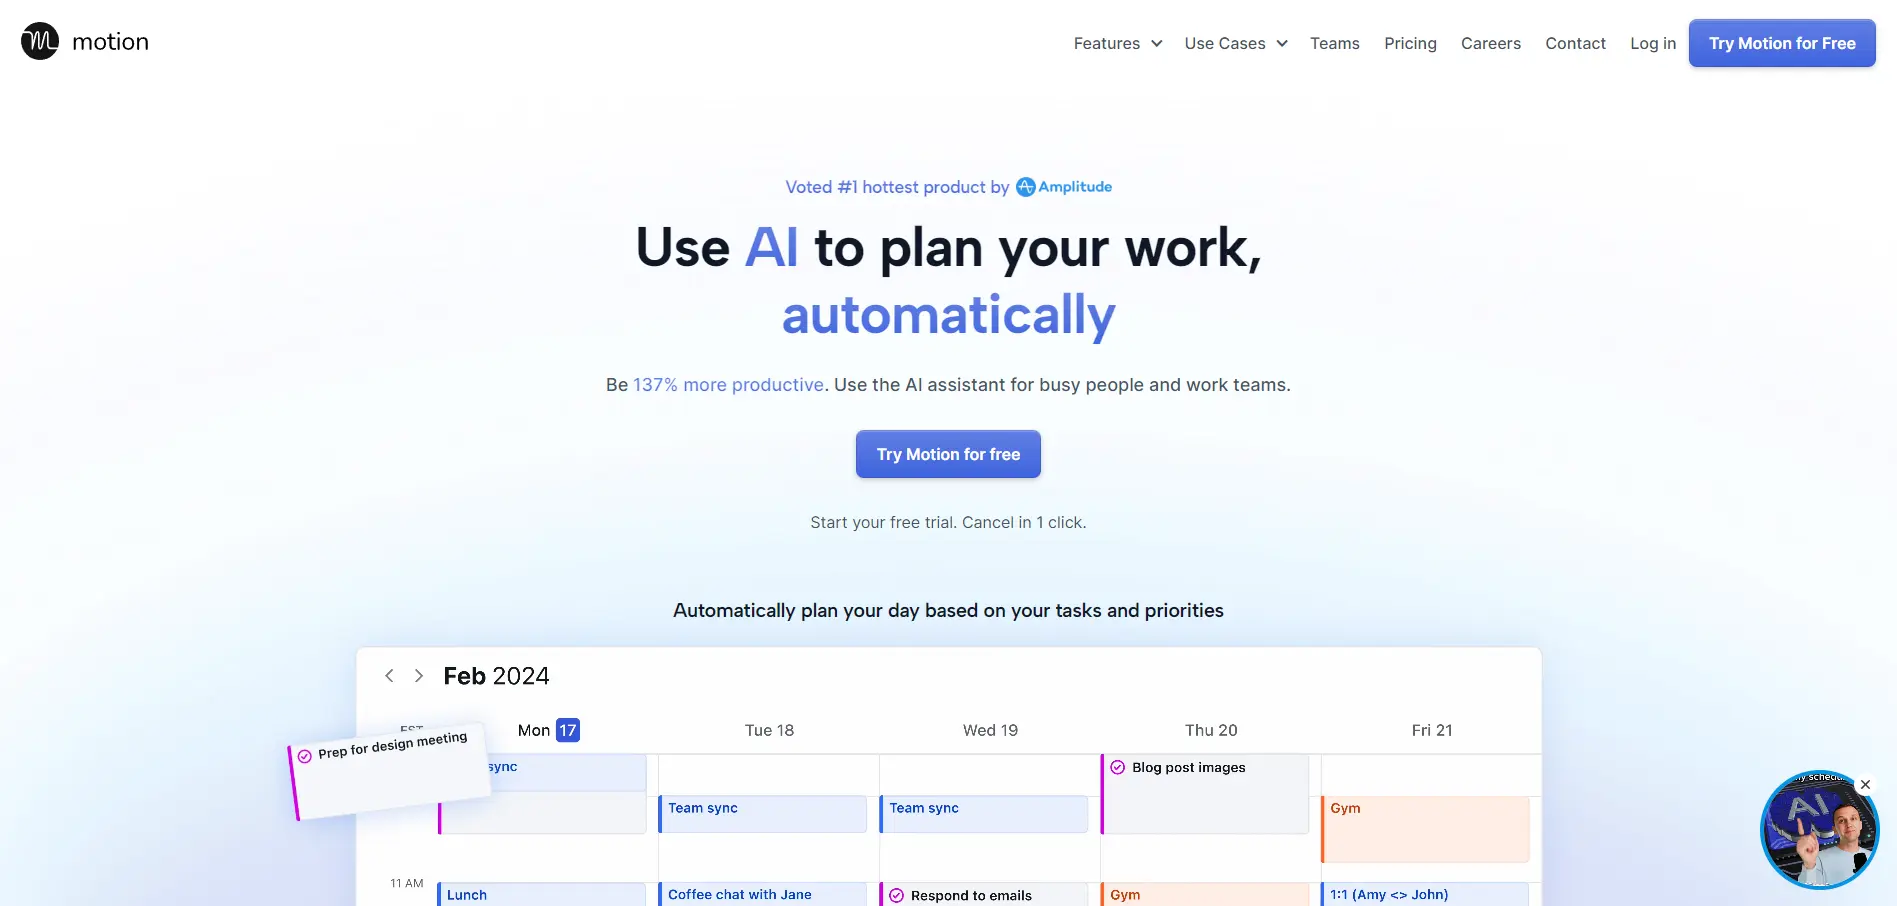 motion
Features Use Cases Teams Pricing Careers Contact Log in Try Motion for Free
Voted #1 hottest product by Amplitude
Use AI to plan your work,
automatically
Be 137% more productive. Use the AI assistant for busy people and work teams.
Try Motion for free
Start your free trial. Cancel in 1 click.
Automatically plan your day based on your tasks and priorities
Feb 2024
Mon 17 Tue 18 Wed 19 Thu 20 Fri 21
Prep for design meeting
sync
Blog post images
Team sync
Team sync
Gym
AI
11 AM
Lunch
Coffee chat with Jane
Respond to emails
Gym
1:1 (Amy <> John)